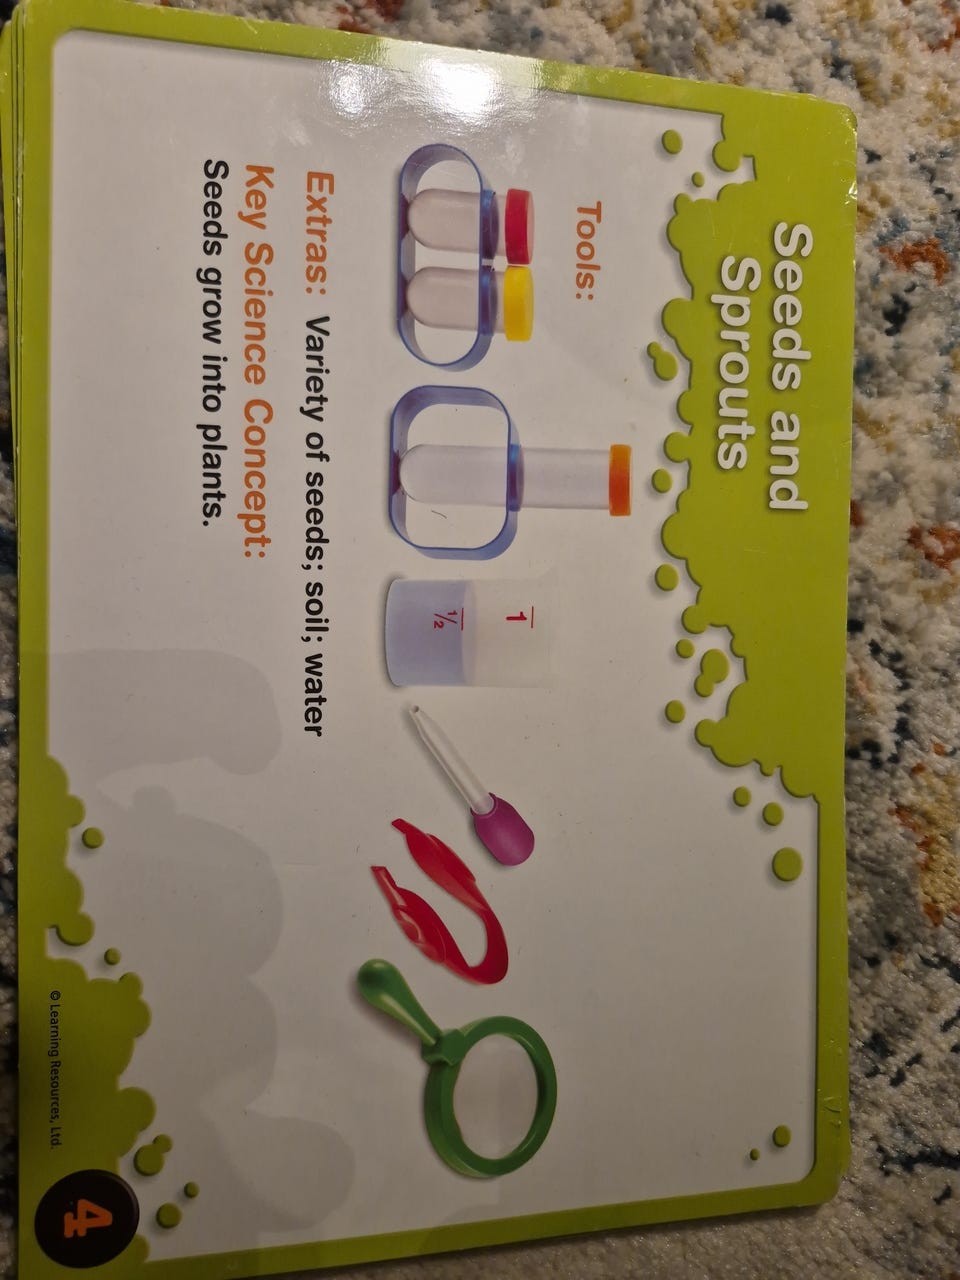 Seeds and
Sprouts
Tools:
1
1/2
Extras: Variety of seeds; soil; water
Key Science Concept:
Seeds grow into plants.
© Learning Resources, Ltd.
4